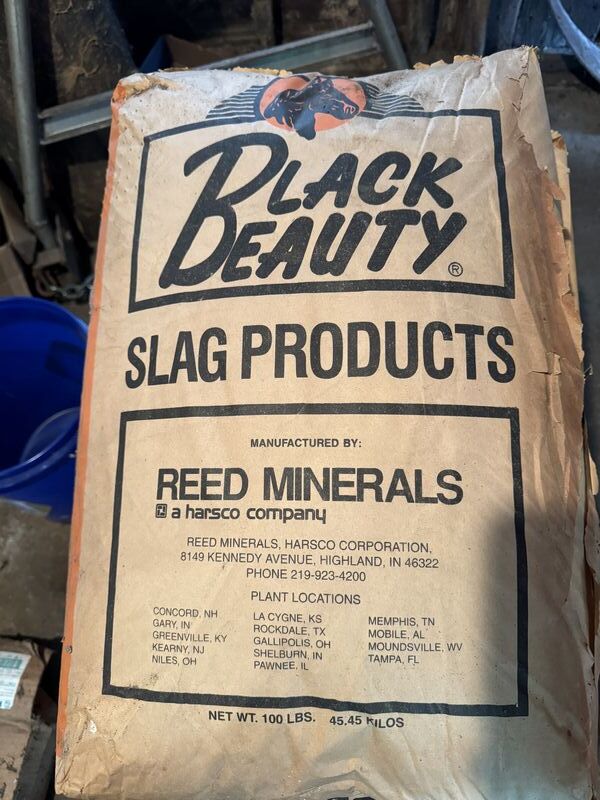 BLACK
BEAUTY®
SLAG PRODUCTS
MANUFACTURED BY:
REED MINERALS
a harsco company
REED MINERALS, HARSCO CORPORATION,
8149 KENNEDY AVENUE, HIGHLAND, IN 46322
PHONE 219-923-4200
PLANT LOCATIONS
CONCORD, NH
GARY, IN
GREENVILLE, KY
KEARNY, NJ
NILES, OH
LA CYGNE, KS
ROCKDALE, TX
GALLIPOLIS, OH
SHELBURN, IN
PAWNEE, IL
MEMPHIS, TN
MOBILE, AL
MOUNDSVILLE, WV
TAMPA, FL
NET WT. 100 LBS. 45.45 KILOS